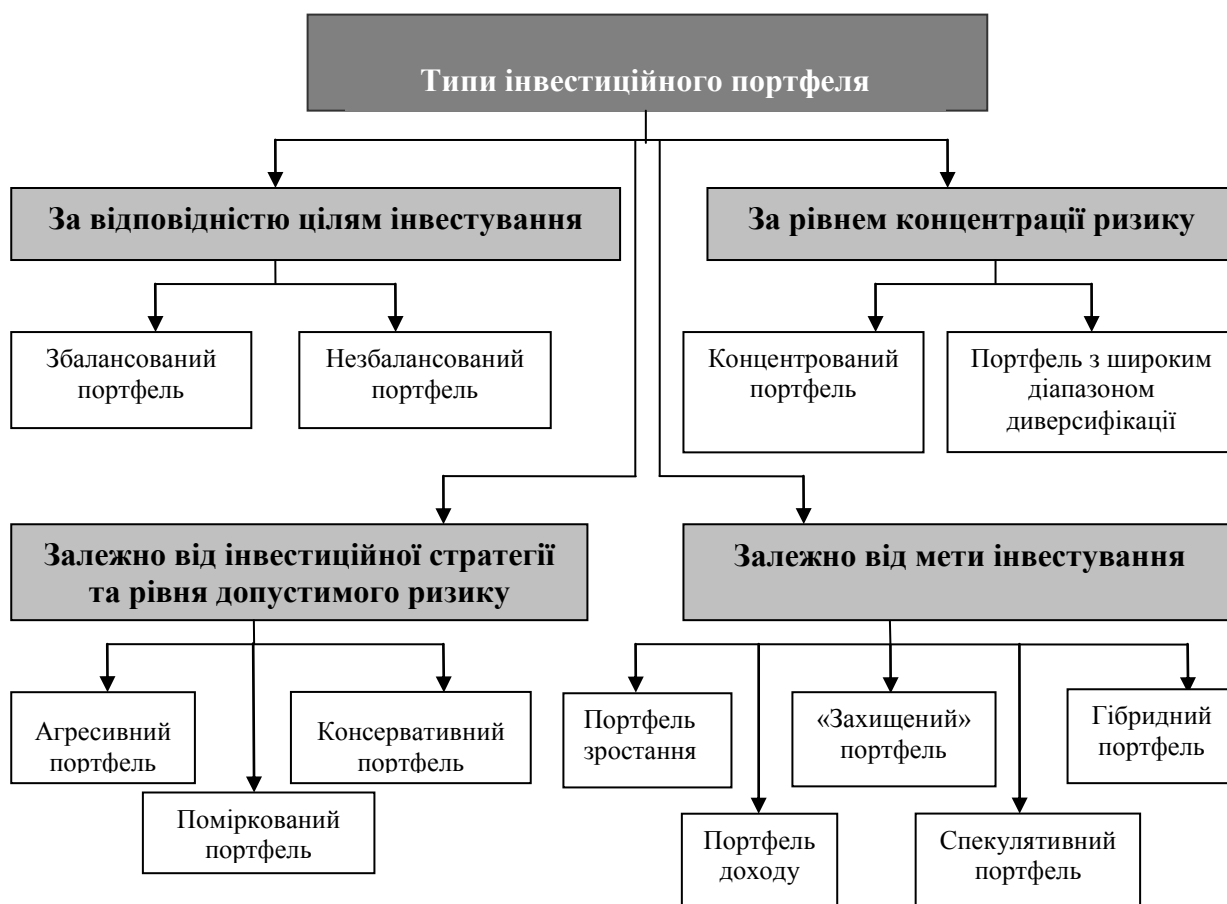 Типи інвестиційного портфеля
За відповідністю цілям інвестування
За рівнем концентрації ризику
Збалансований
портфель
Незбалансований
портфель
Концентрований
портфель
Портфель з широким
діапазоном
диверсифікації
Залежно від інвестиційної стратегії
та рівня допустимого ризику
Залежно від мети інвестування
Агресивний
портфель
Консервативний
портфель
Поміркований
портфель
Портфель
зростання
«Захищений»
портфель
Гібридний
портфель
Портфель
доходу
Спекулятивний
портфель